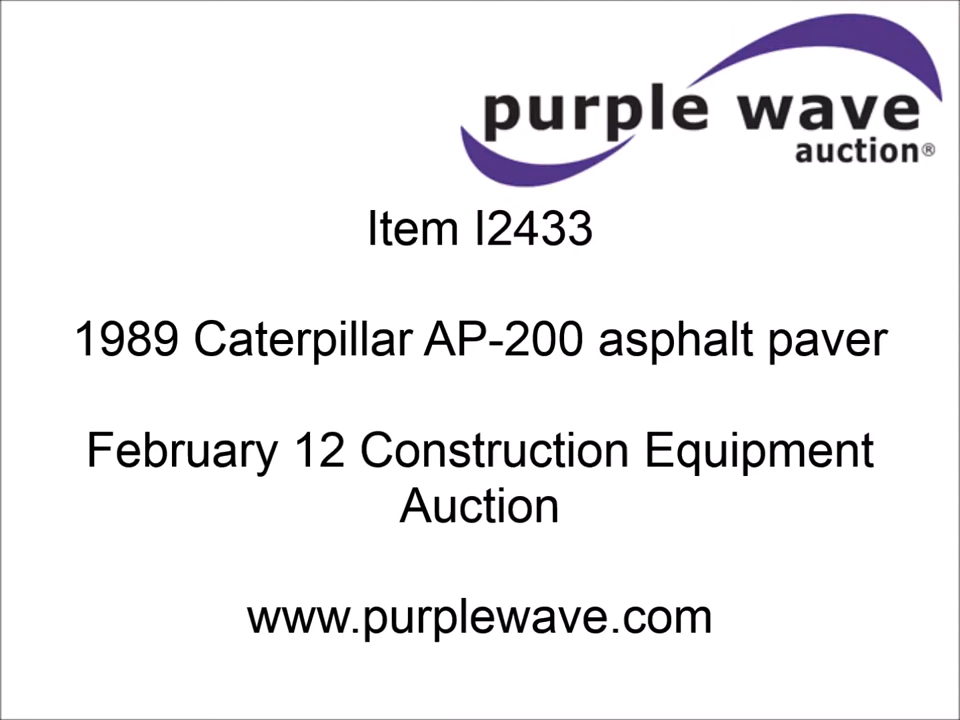 purple wave
auction®
Item I2433
1989 Caterpillar AP-200 asphalt paver
February 12 Construction Equipment
Auction
www.purplewave.com